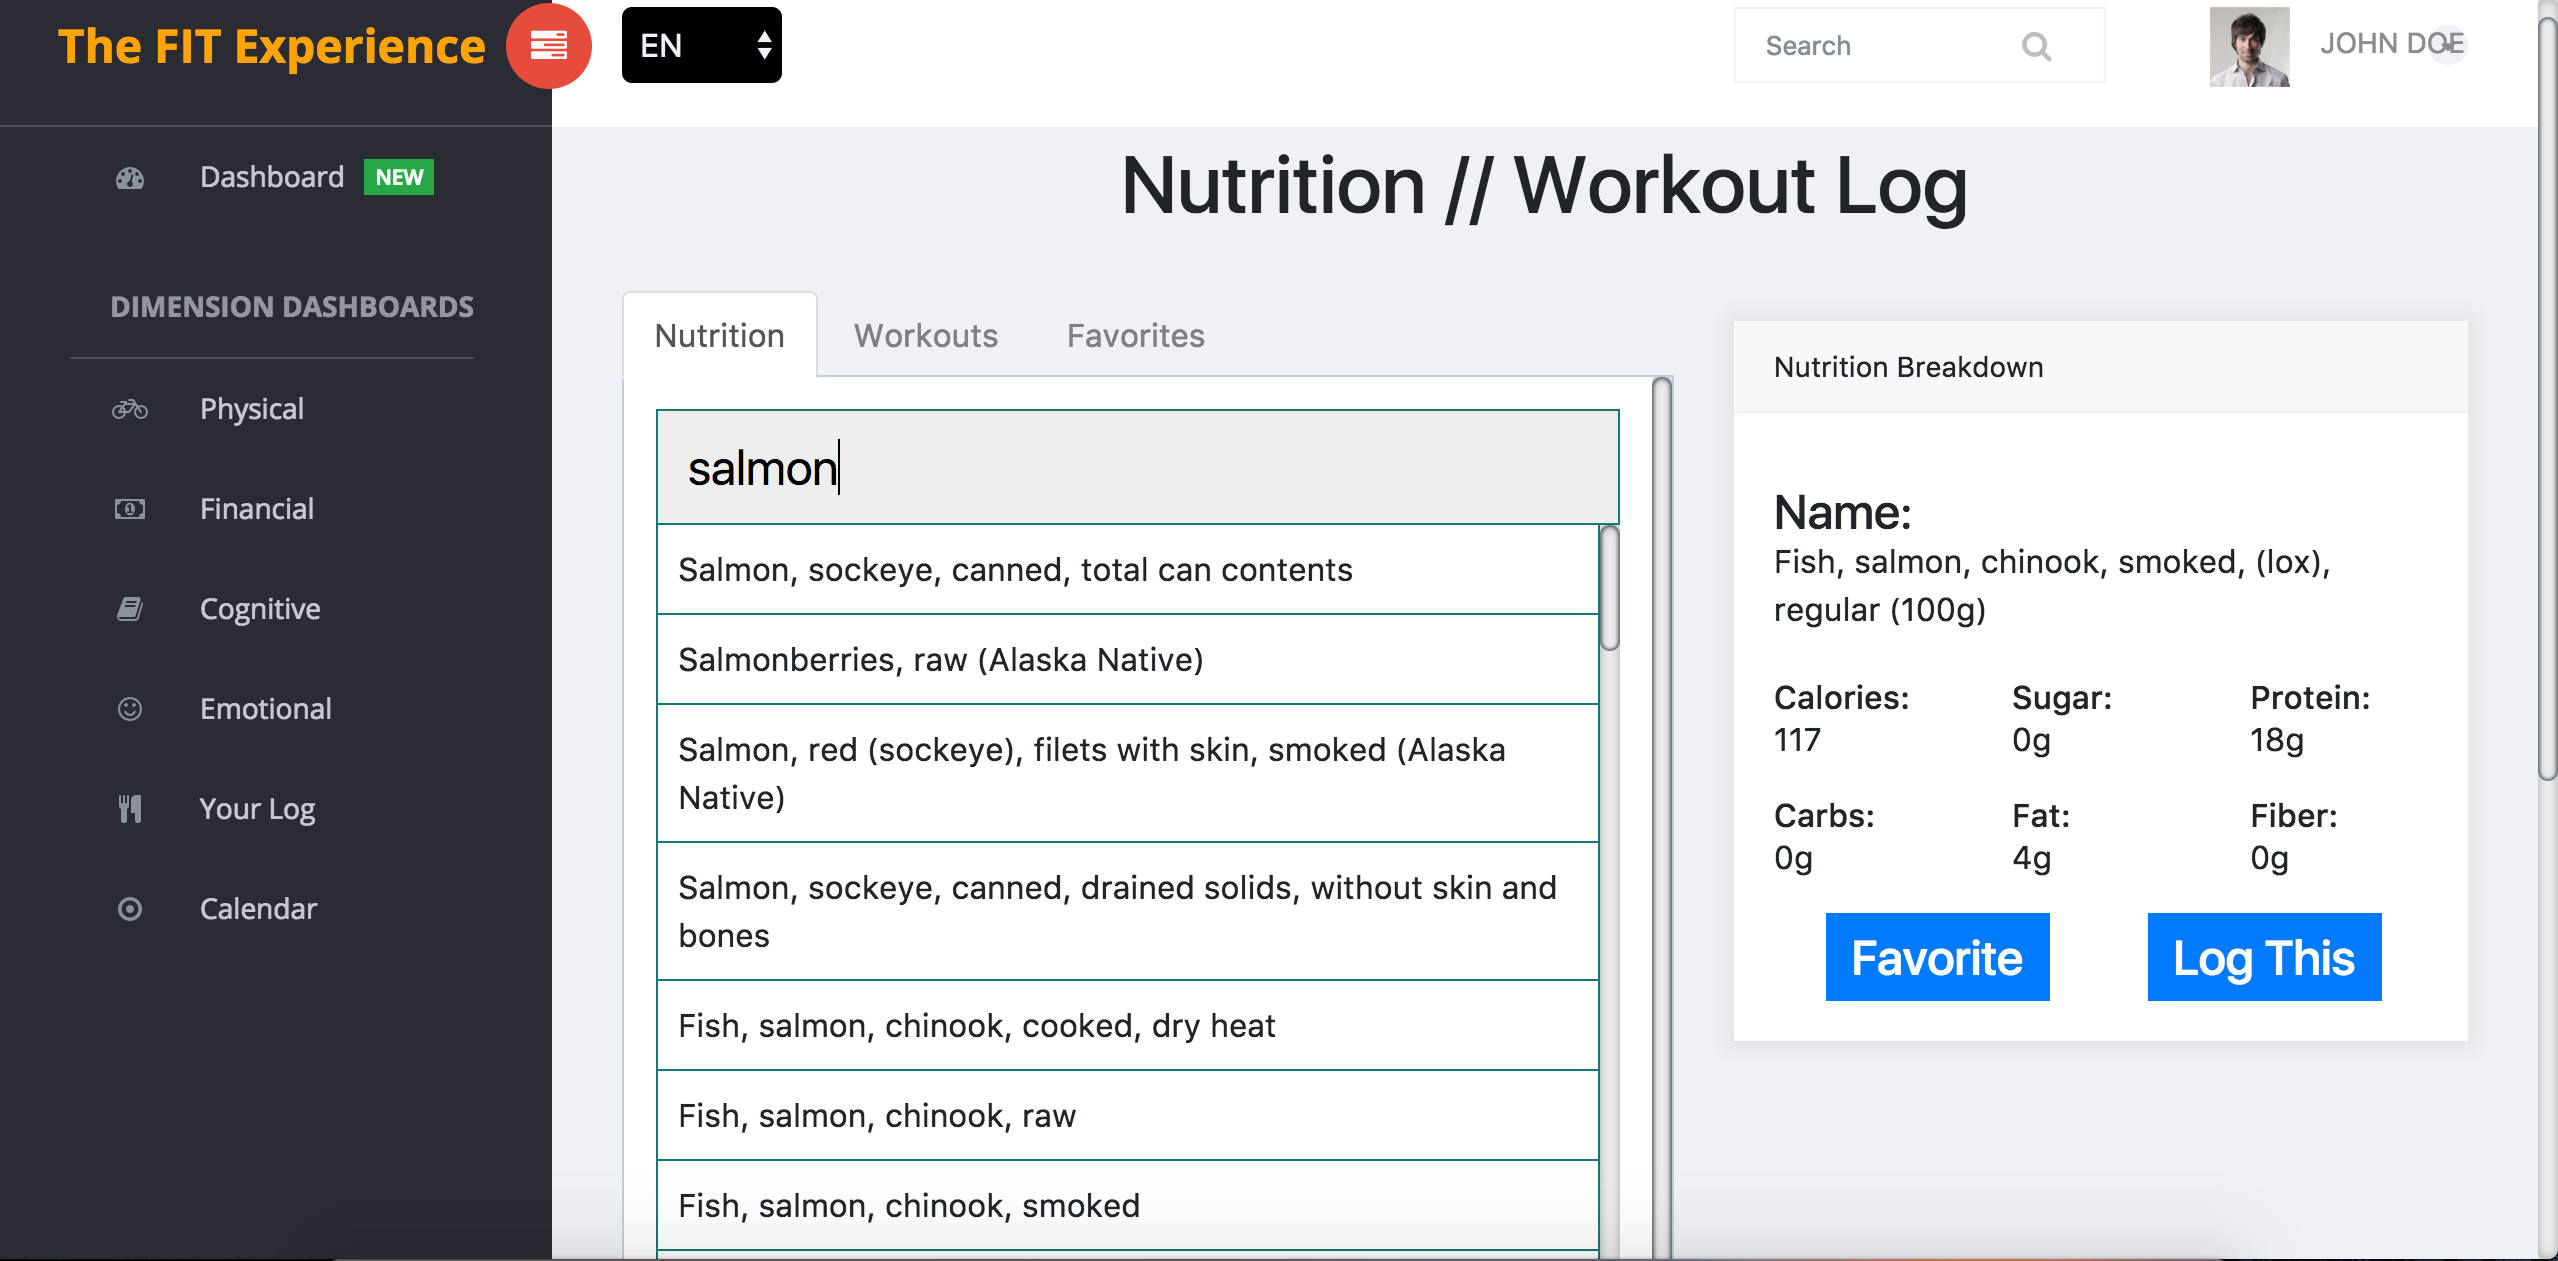 The FIT Experience
EN
Search
JOHN DOE
Dashboard NEW
DIMENSION DASHBOARDS
Physical
Financial
Cognitive
Emotional
Your Log
Calendar
Nutrition // Workout Log
Nutrition
Workouts
Favorites
salmon
Salmon, sockeye, canned, total can contents
Salmonberries, raw (Alaska Native)
Salmon, red (sockeye), filets with skin, smoked (Alaska
Native)
Salmon, sockeye, canned, drained solids, without skin and
bones
Fish, salmon, chinook, cooked, dry heat
Fish, salmon, chinook, raw
Fish, salmon, chinook, smoked
Nutrition Breakdown
Name:
Fish, salmon, chinook, smoked, (lox),
regular (100g)
Calories: Sugar: Protein:
117 0g 18g
Carbs: Fat: Fiber:
0g 4g 0g
Favorite
Log This